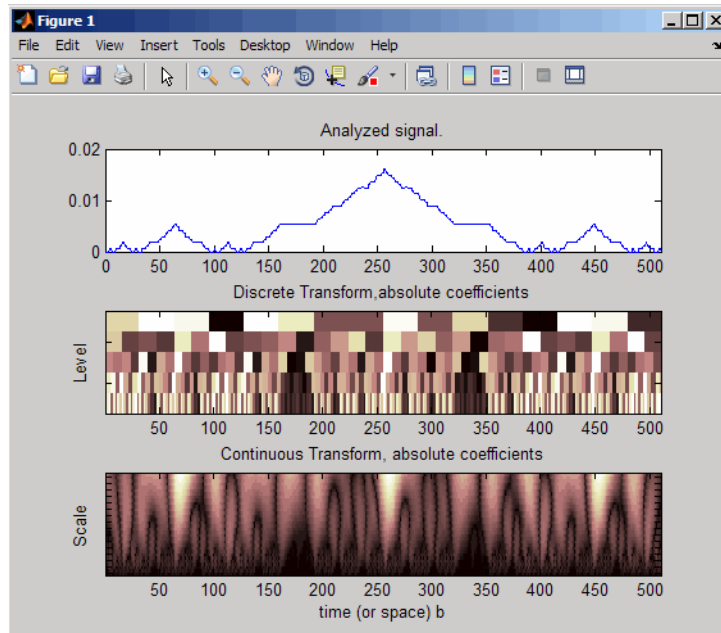 Figure 1
File Edit View Insert Tools Desktop Window Help
Analyzed signal.
0.02
0.01
0
0 50 100 150 200 250 300 350 400 450 500
Discrete Transform,absolute coefficients
Level
50 100 150 200 250 300 350 400 450 500
Continuous Transform, absolute coefficients
Scale
50 100 150 200 250 300 350 400 450 500
time (or space) b